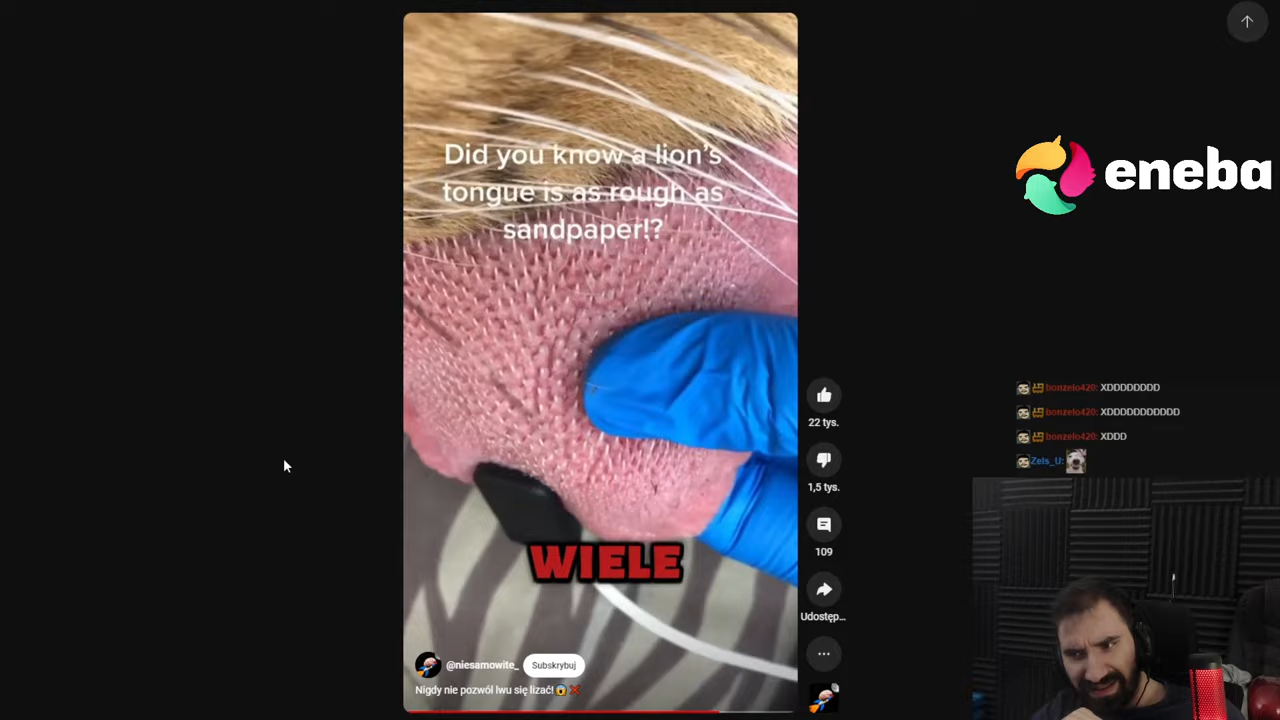 Did you know a lion's
tongue is as rough as
sandpaper!?
WIELE
@niesamowite_
Subskrybuj
Nigdy nie pozwól lwu się lizać!😱❌
22 tys.
1,5 tys.
109
Udostęp...
eneba
bonzelo420: XDDDDDDDD
bonzelo420: XDDDDDDDDDDD
bonzelo420: XDDD
Zels_U: